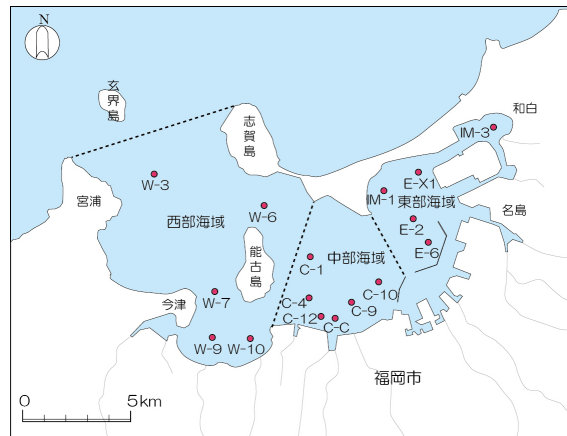 N
玄界島
志賀島
和白
IM-3
W-3
E-X1
宮浦
IM-1
東部海域
名島
W-6
西部海域
E-2
能古島
中部海域
E-6
C-1
今津
W-7
C-10
C-4
C-9
C-12
C-C
W-9
W-10
福岡市
0
5km